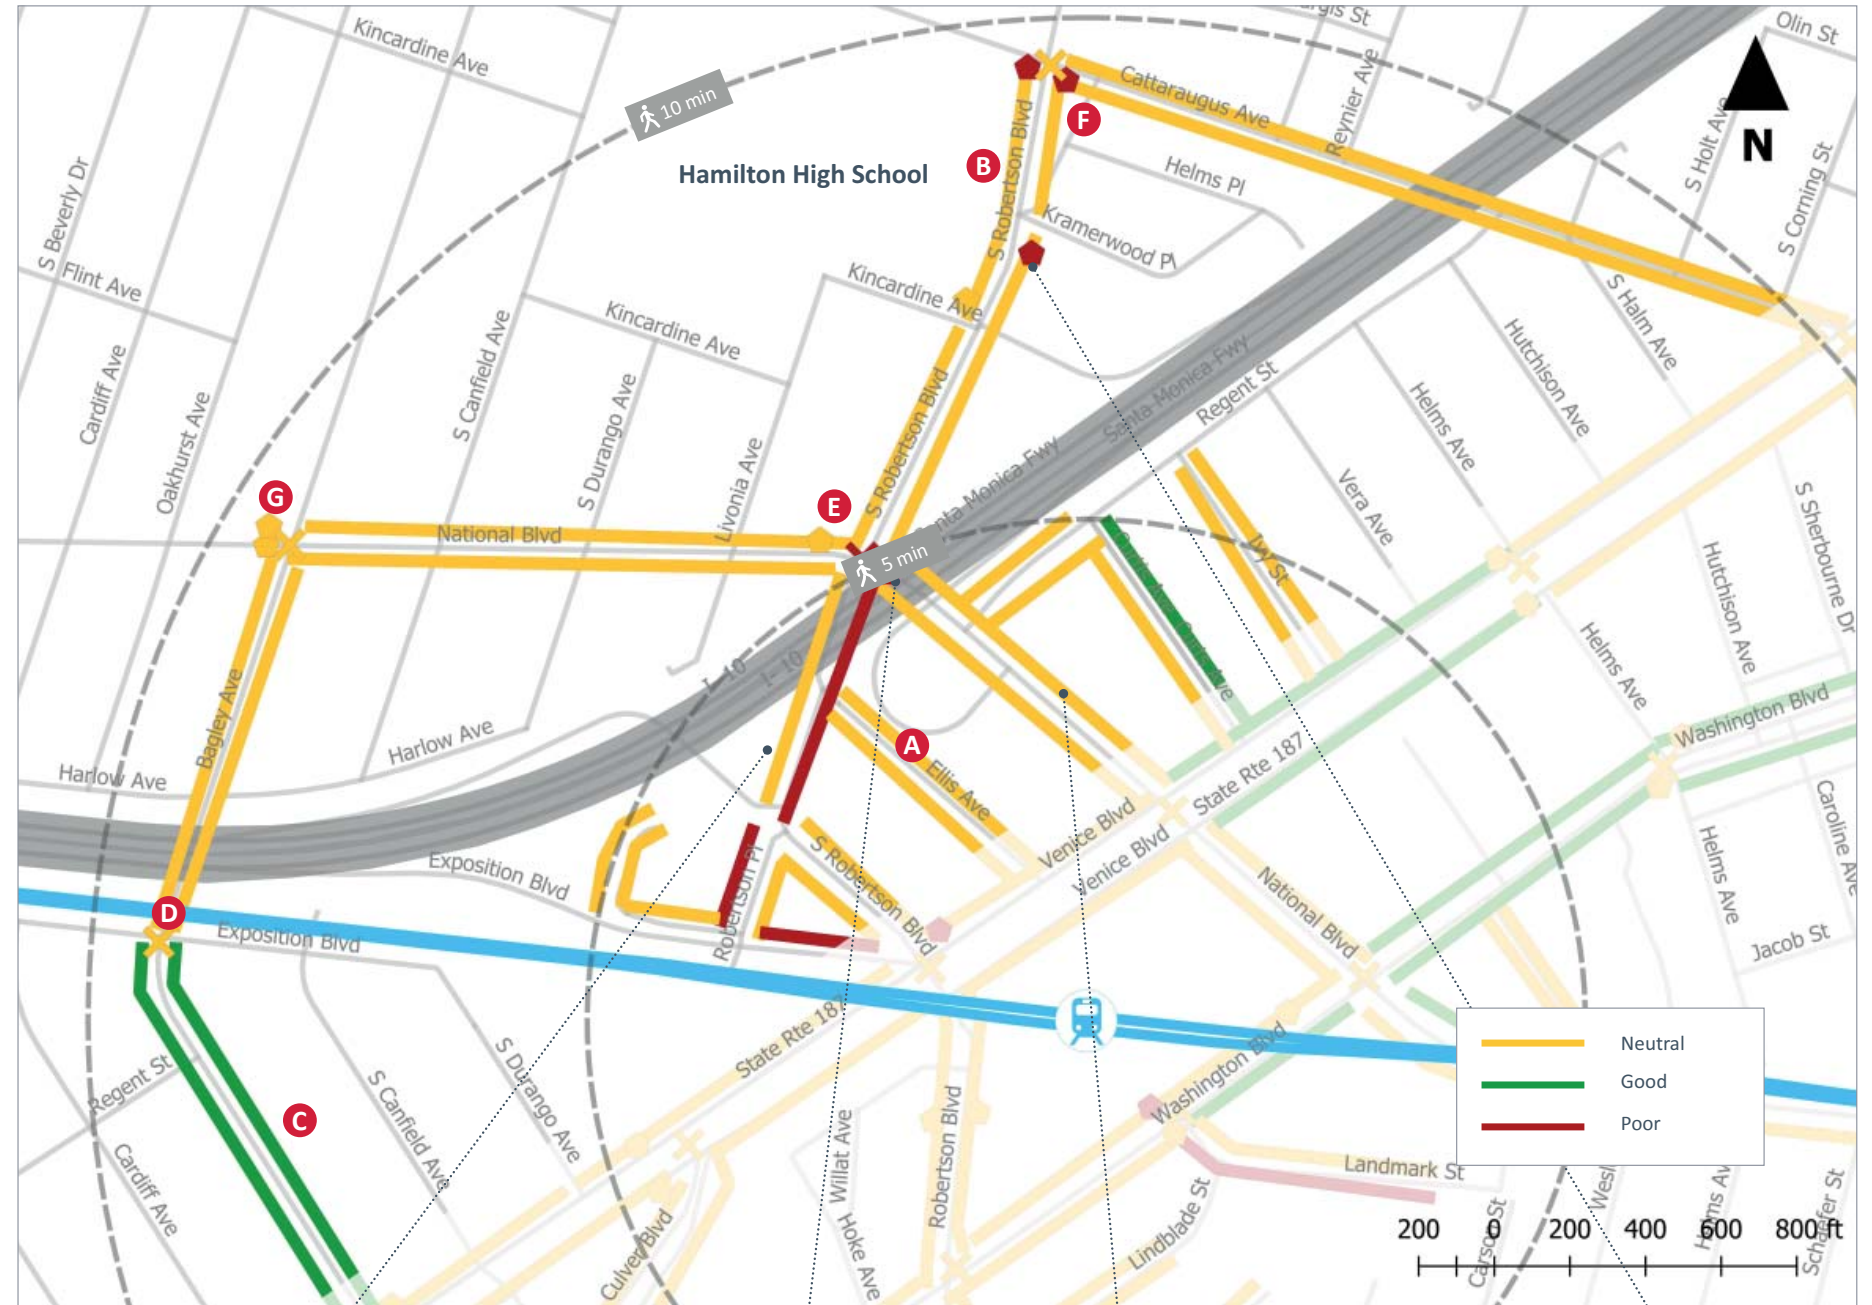 Kincardine Ave
Olin St
10 min
Cattaraugus Ave
Reynier Ave
S Holt Ave
N
F
B
S Robertson Blvd
Hamilton High School
Helms Pl
S Corning St
S Beverly Dr
Kramerwood Pl
Flint Ave
Kincardine Ave
Kincardine Ave
S Halm Ave
Cardiff Ave
Oakhurst Ave
S Canfield Ave
S Durango Ave
Livonia Ave
S Robertson Blvd
Santa Monica Fwy
Santa Monica Fwy
Regent St
Helms Ave
Hutchison Ave
Vera Ave
S Sherbourne Dr
G
E
National Blvd
5 min
Ivy St
Hutchison Ave
Helms Ave
I-10
I-10
Bagley Ave
Harlow Ave
Harlow Ave
A
Ellis Ave
State Rte 187
Washington Blvd
Caroline Ave
Venice Blvd
Venice Blvd
Exposition Blvd
S Robertson Blvd
Robertson Pl
National Blvd
Helms Ave
Jacob St
D
Exposition Blvd
State Rte 187
S Durango Ave
Regent St
S Canfield Ave
C
Cardiff Ave
Washington Blvd
Willat Ave
Robertson Blvd
Hoke Ave
Culver Blvd
Lindblade St
Landmark St
Carson St
Schaefer St
Neutral
Good
Poor
200 0 200 400 600 800 ft